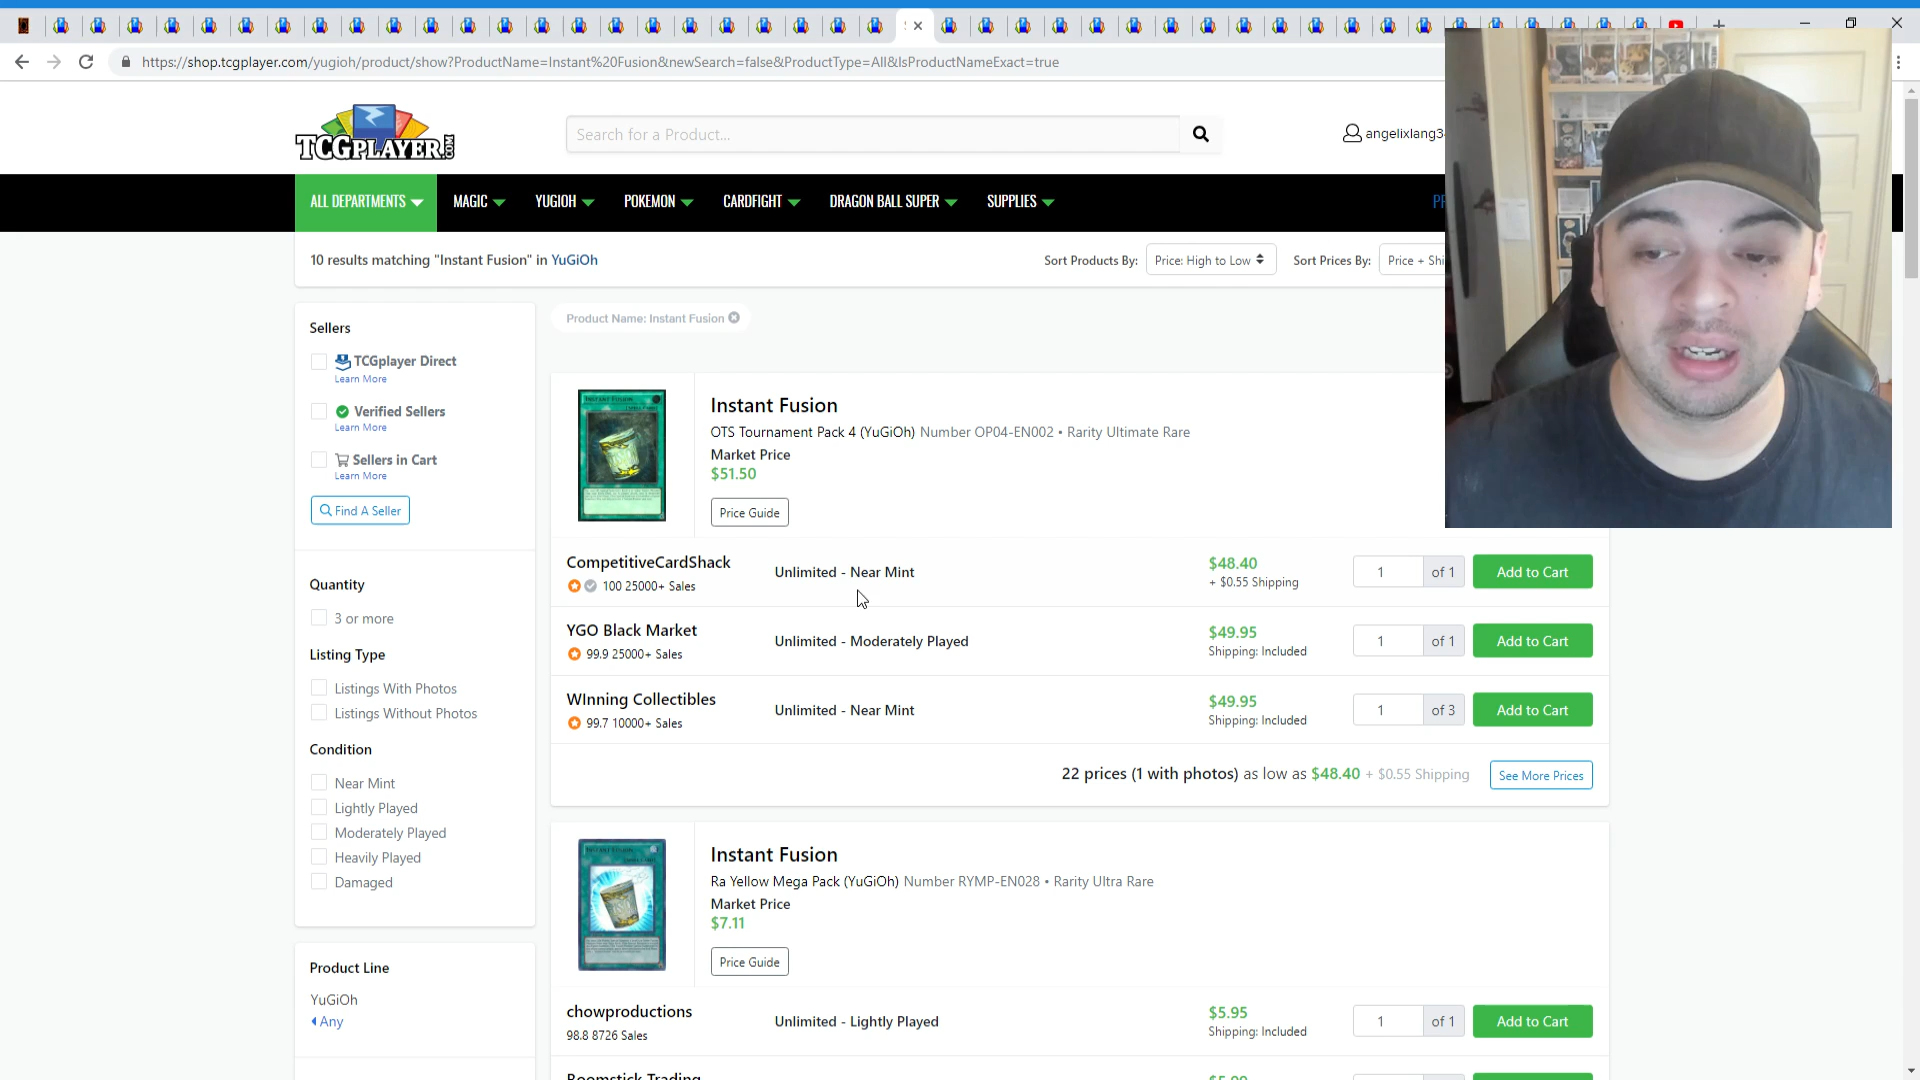 https://shop.tcgplayer.com/yugioh/product/show?ProductName=Instant%20Fusion&newSearch=false&ProductType=All&IsProductNameExact=true
TCGPLAYER.COM
Search for a Product...
ALL DEPARTMENTS
MAGIC
YUGIOH
POKEMON
CARDFIGHT
DRAGON BALL SUPER
SUPPLIES
10 results matching "Instant Fusion" in YuGiOh
Sort Products By:
Price: High to Low
Sort Prices By:
Price + Shi
Sellers
TCGplayer Direct
Learn More
Verified Sellers
Learn More
Sellers in Cart
Learn More
Find A Seller
Quantity
3 or more
Listing Type
Listings With Photos
Listings Without Photos
Condition
Near Mint
Lightly Played
Moderately Played
Heavily Played
Damaged
Product Line
YuGiOh
Any
Product Name: Instant Fusion
INSTANT FUSION
Instant Fusion
OTS Tournament Pack 4 (YuGiOh) Number OP04-EN002 • Rarity Ultimate Rare
Market Price
$51.50
Price Guide
CompetitiveCardShack
100 25000+ Sales
Unlimited - Near Mint
$48.40
+ $0.55 Shipping
1 of 1
Add to Cart
YGO Black Market
99.9 25000+ Sales
Unlimited - Moderately Played
$49.95
Shipping: Included
1 of 1
Add to Cart
WInning Collectibles
99.7 10000+ Sales
Unlimited - Near Mint
$49.95
Shipping: Included
1 of 3
Add to Cart
22 prices (1 with photos) as low as $48.40 + $0.55 Shipping
See More Prices
INSTANT FUSION
Instant Fusion
Ra Yellow Mega Pack (YuGiOh) Number RYMP-EN028 • Rarity Ultra Rare
Market Price
$7.11
Price Guide
chowproductions
98.8 8726 Sales
Unlimited - Lightly Played
$5.95
Shipping: Included
1 of 1
Add to Cart
Boomstick Trading